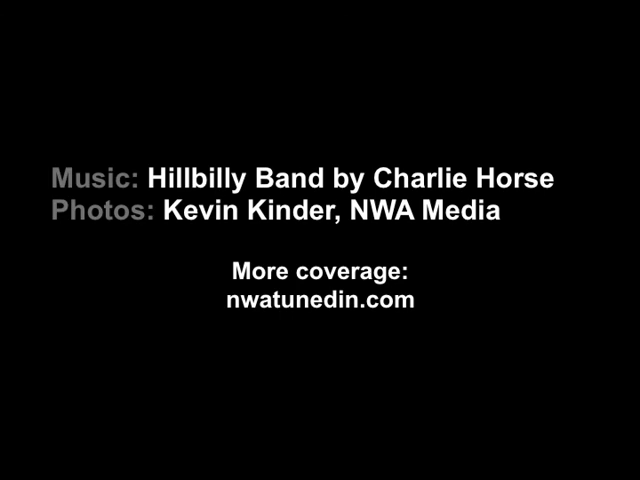 Music: Hillbilly Band by Charlie Horse
Photos: Kevin Kinder, NWA Media
More coverage:
nwatunedin.com